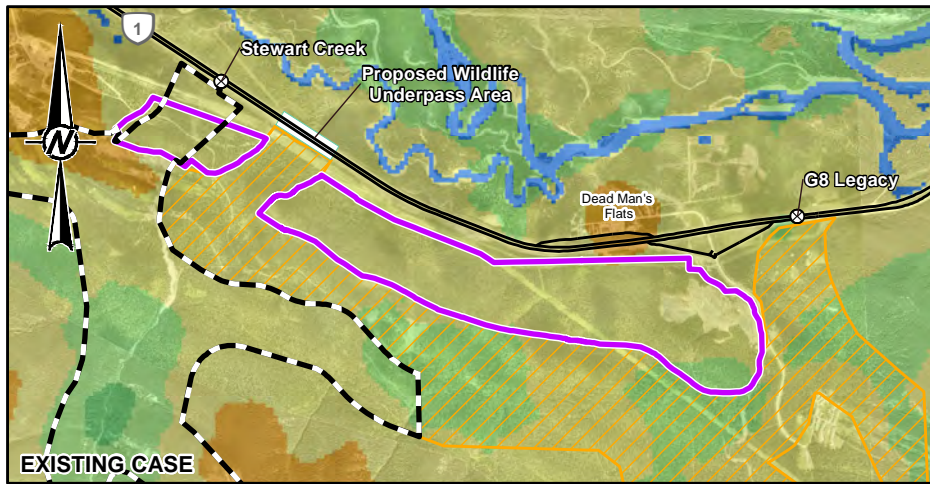 1
Stewart Creek
Proposed Wildlife
Underpass Area
N
G8 Legacy
Dead Man's
Flats
EXISTING CASE